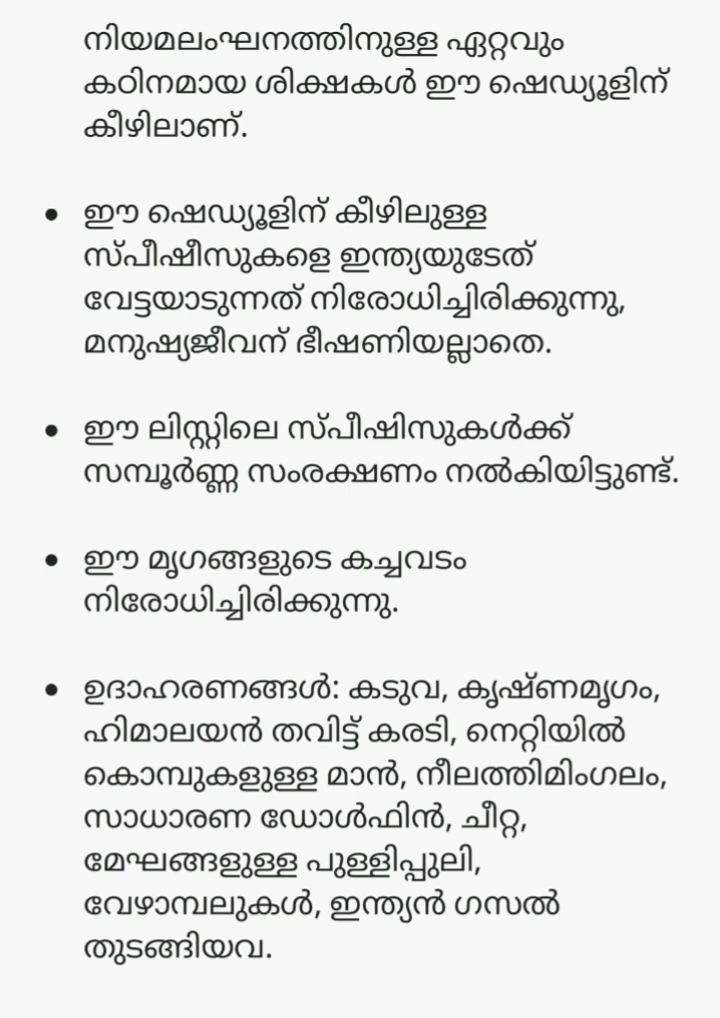 നിയമലംഘനത്തിനുള്ള ഏറ്റവും
കഠിനമായ ശിക്ഷകൾ ഈ ഷെഡ്യൂളിന്
കീഴിലാണ്.
• ഈ ഷെഡ്യൂളിന് കീഴിലുള്ള
സ്പീഷീസുകളെ ഇന്ത്യയുടേത്
വേട്ടയാടുന്നത് നിരോധിച്ചിരിക്കുന്നു,
മനുഷ്യജീവന് ഭീഷണിയല്ലാതെ.
• ഈ ലിസ്റ്റിലെ സ്പീഷിസുകൾക്ക്
സമ്പൂർണ്ണ സംരക്ഷണം നൽകിയിട്ടുണ്ട്.
• ഈ മൃഗങ്ങളുടെ കച്ചവടം
നിരോധിച്ചിരിക്കുന്നു.
• ഉദാഹരണങ്ങൾ: കടുവ, കൃഷ്ണമൃഗം,
ഹിമാലയൻ തവിട്ട് കരടി, നെറ്റിയിൽ
കൊമ്പുകളുള്ള മാൻ, നീലത്തിമിംഗലം,
സാധാരണ ഡോൾഫിൻ, ചീറ്റ,
മേഘങ്ങളുള്ള പുള്ളിപ്പുലി,
വേഴാമ്പലുകൾ, ഇന്ത്യൻ ഗസൽ
തുടങ്ങിയവ.